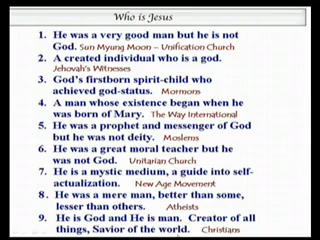 Who is Jesus
1. He was a very good man but he is not
God. Sun Myung Moon – Unification Church
2. A created individual who is a god.
Jehovah's Witnesses
3. God's firstborn spirit-child who
achieved god-status. Mormons
4. A man whose existence began when he
was born of Mary. The Way International
5. He was a prophet and messenger of God
but he was not deity. Moslems
6. He was a great moral teacher but he
was not God. Unitarian Church
7. He is a mystic medium, a guide into self-
actualization. New Age Movement
8. He was a mere man, better than some,
lesser than others. Atheists
9. He is God and He is man. Creator of all
things, Savior of the world. Christians